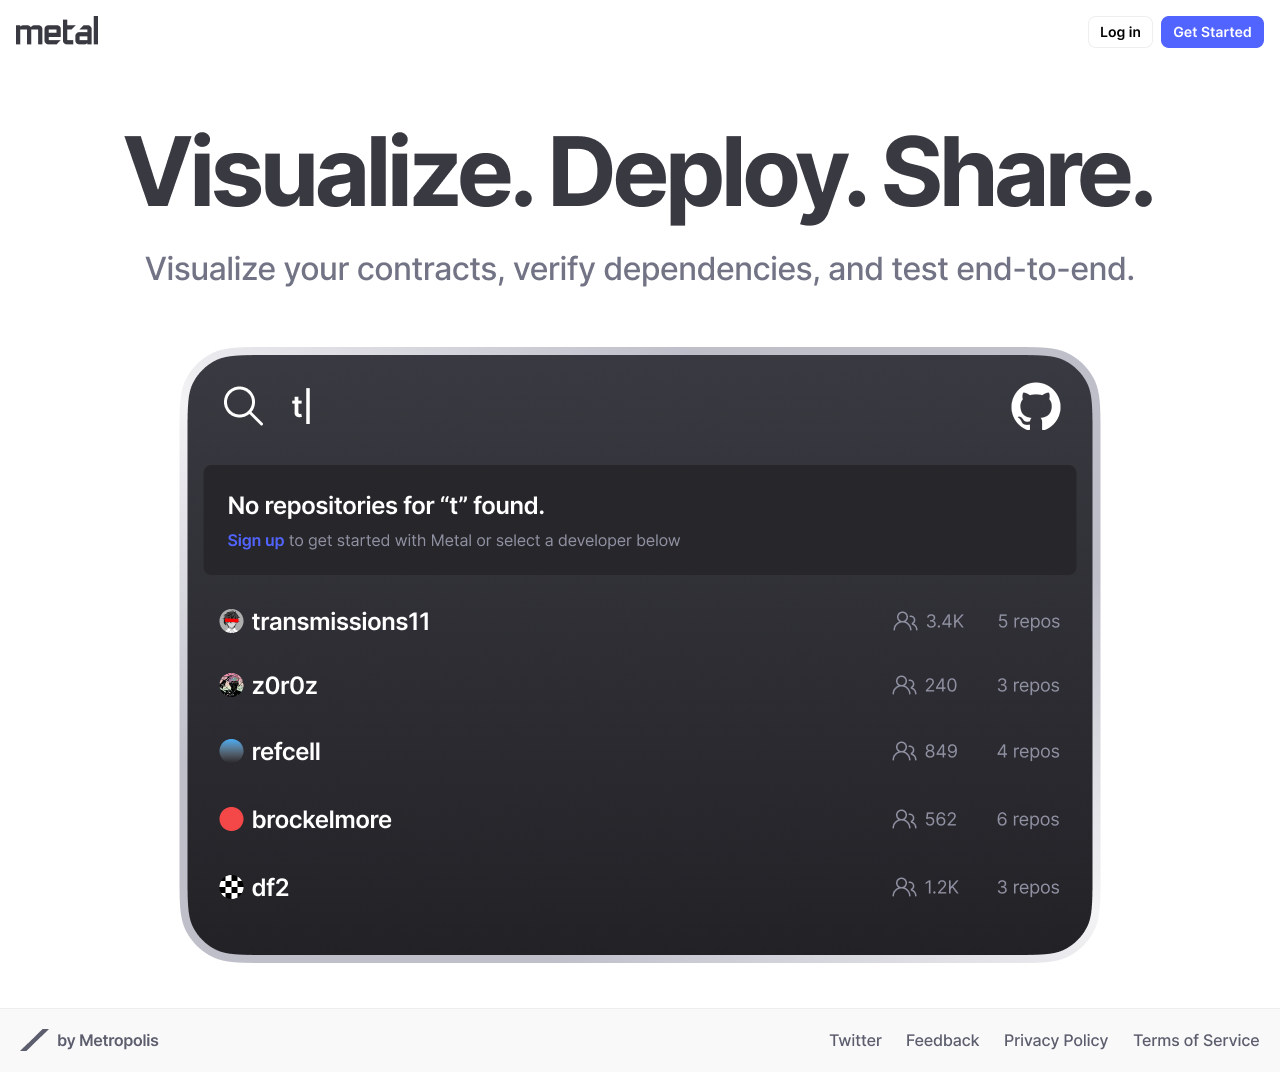 metal
Log in
Get Started
Visualize. Deploy. Share.
Visualize your contracts, verify dependencies, and test end-to-end.
t
No repositories for “t” found.
Sign up to get started with Metal or select a developer below
transmissions11 3.4K 5 repos
z0r0z 240 3 repos
refcell 849 4 repos
brockelmore 562 6 repos
df2 1.2K 3 repos
by Metropolis
Twitter Feedback Privacy Policy Terms of Service